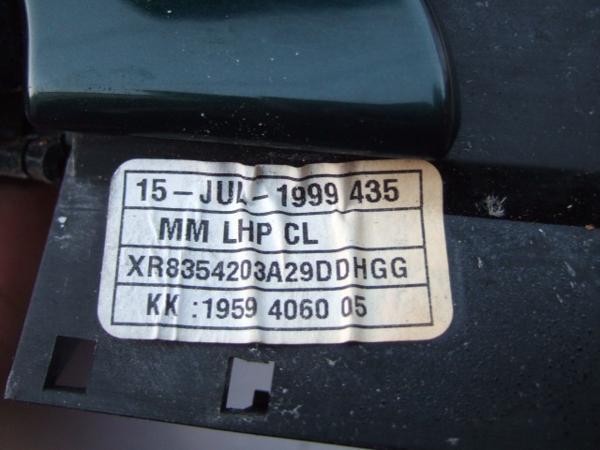 15-JUL-1999 435
MM LHP CL
XR8354203A29DDHGG
KK :1959 4060 05